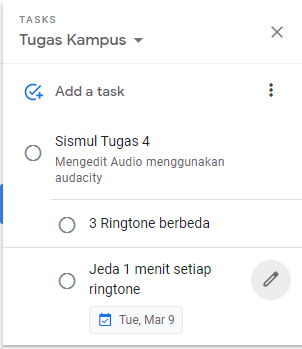 TASKS
Tugas Kampus
Add a task
Sismul Tugas 4
Mengedit Audio menggunakan
audacity
3 Ringtone berbeda
Jeda 1 menit setiap
ringtone
Tue, Mar 9